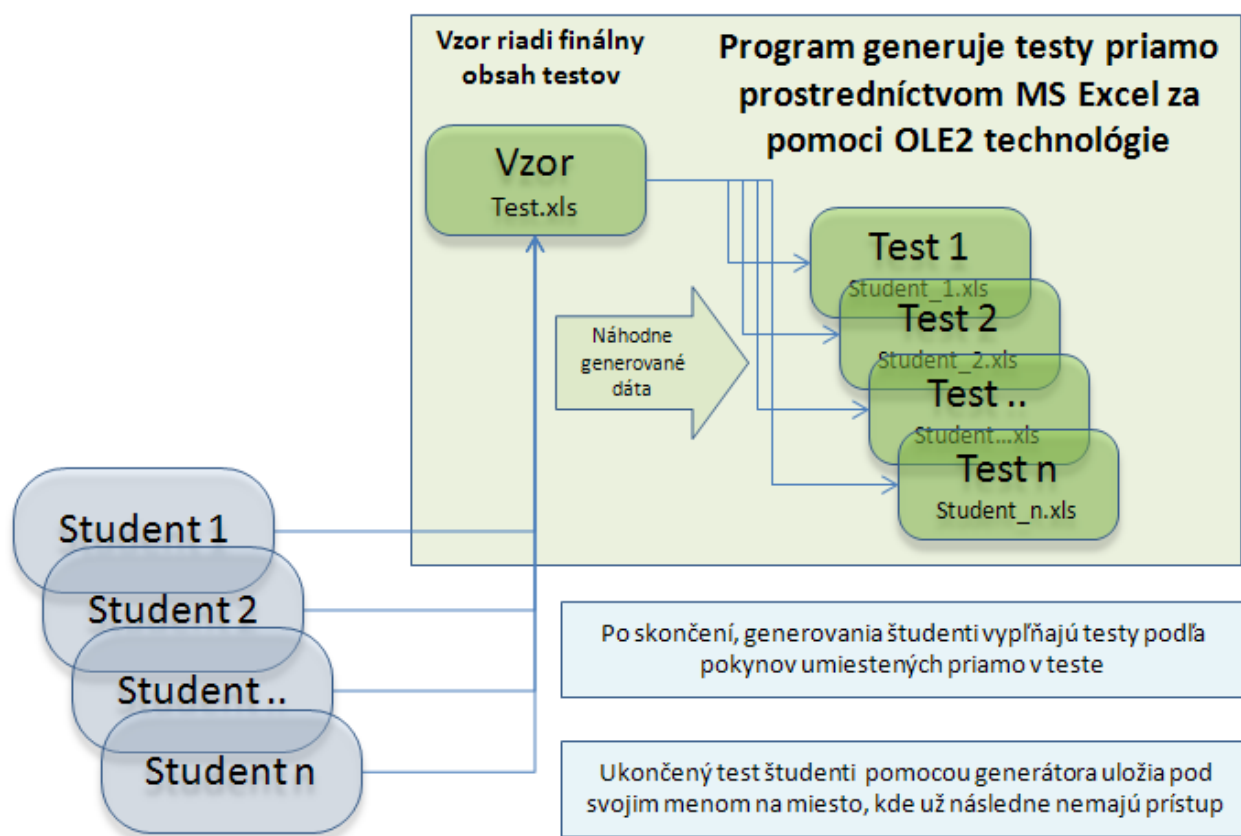 Vzor riadi finálny
obsah testov
Program generuje testy priamo
prostredníctvom MS Excel za
pomoci OLE2 technológie
Vzor
Test.xls
Test 1
Student_1.xls
Test 2
Student_2.xls
Test ..
Student...xls
Test n
Student_n.xls
Náhodne
generované
dáta
Student 1
Student 2
Student ..
Student n
Po skončení, generovania študenti vypĺňajú testy podľa
pokynov umiestených priamo v teste
Ukončený test študenti pomocou generátora uložia pod
svojim menom na miesto, kde už následne nemajú prístup